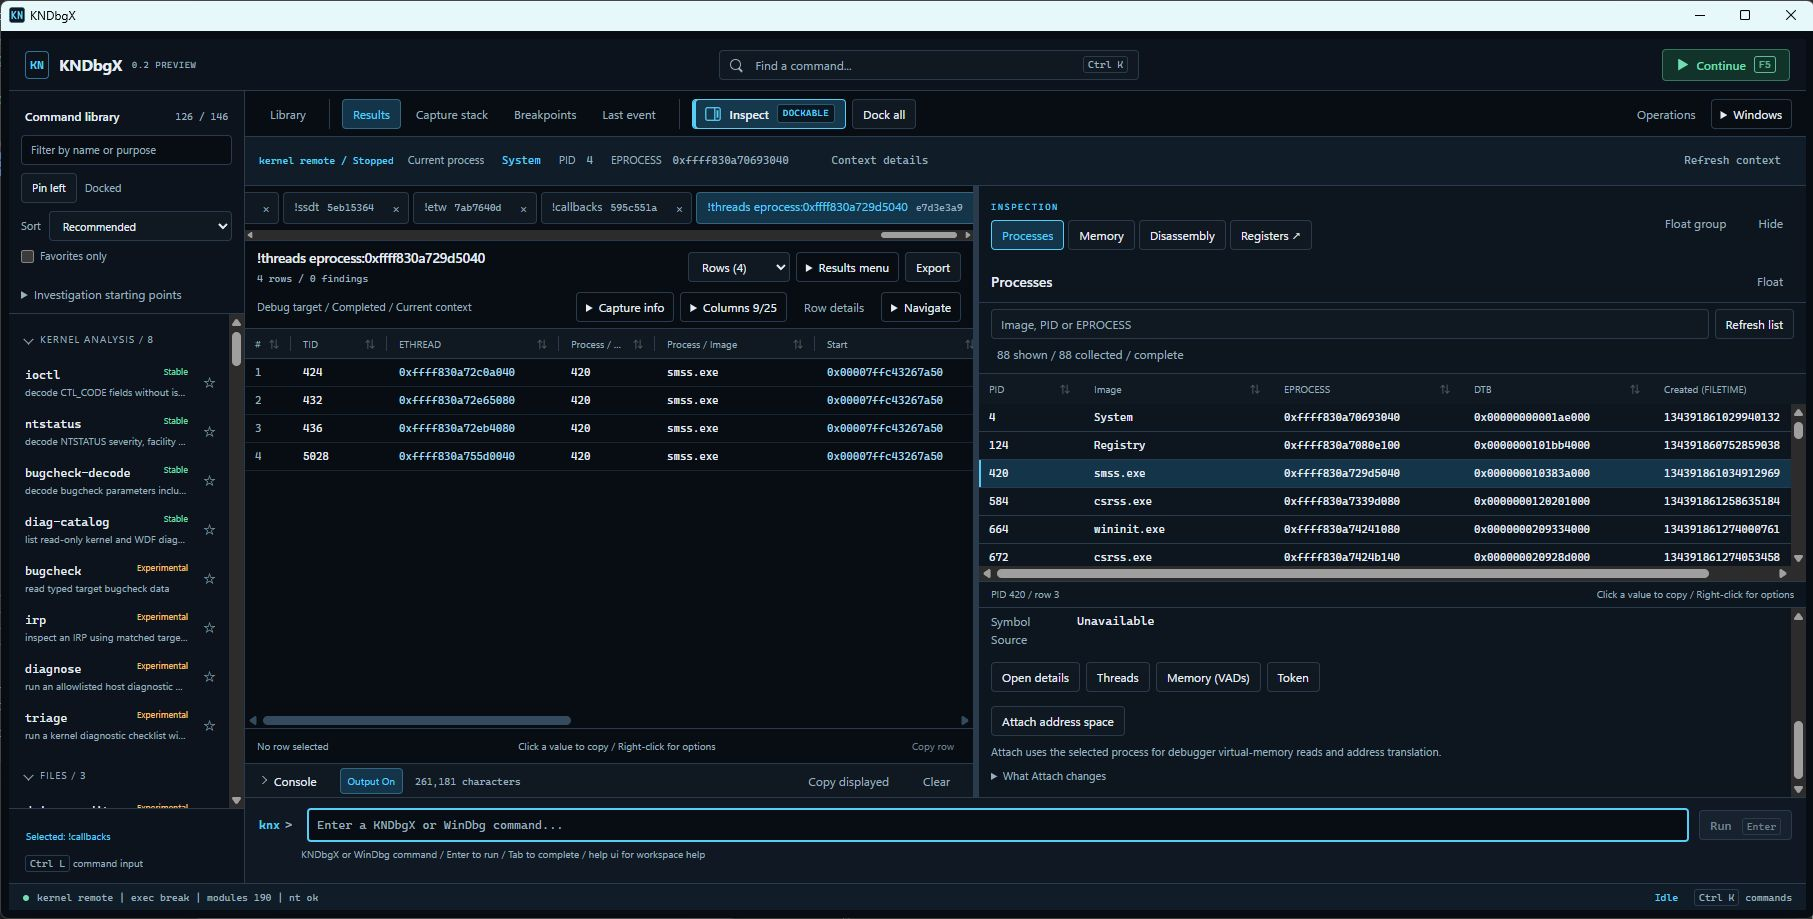 KN KNDbgX
KN KNDbgX 0.2 PREVIEW
Find a command... Ctrl K
Continue F5
Command library 126 / 146
Filter by name or purpose
Pin left Docked
Sort Recommended
Favorites only
Investigation starting points
KERNEL ANALYSIS / 8
ioctl Stable
decode CTL_CODE fields without is...
ntstatus Stable
decode NTSTATUS severity, facility ...
bugcheck-decode Stable
decode bugcheck parameters inclu...
diag-catalog Stable
list read-only kernel and WDF diag...
bugcheck Experimental
read typed target bugcheck data
irp Experimental
inspect an IRP using matched targe...
diagnose Experimental
run an allowlisted host diagnostic ...
triage Experimental
run a kernel diagnostic checklist wi...
FILES / 3
Experimental
Selected: !callbacks
Ctrl L command input
Library Results Capture stack Breakpoints Last event Inspect DOCKABLE Dock all Operations Windows
kernel remote / Stopped Current process System PID 4 EPROCESS 0xffff830a70693040 Context details Refresh context
× !ssdt 5eb15364 × !etw 7ab7640d × !callbacks 595c551a × !threads eprocess:0xffff830a729d5040 e7d3e3a9
!threads eprocess:0xffff830a729d5040
4 rows / 0 findings
Rows (4) Results menu Export
Debug target / Completed / Current context Capture info Columns 9/25 Row details Navigate
# TID ETHREAD Process / ... Process / Image Start
1 424 0xffff830a72c0a040 420 smss.exe 0x00007ffc43267a50
2 432 0xffff830a72e65080 420 smss.exe 0x00007ffc43267a50
3 436 0xffff830a72eb4080 420 smss.exe 0x00007ffc43267a50
4 5028 0xffff830a755d0040 420 smss.exe 0x00007ffc43267a50
No row selected Click a value to copy / Right-click for options Copy row
Console Output On 261,181 characters Copy displayed Clear
INSPECTION
Processes Memory Disassembly Registers ↗ Float group Hide
Processes Float
Image, PID or EPROCESS Refresh list
88 shown / 88 collected / complete
PID Image EPROCESS DTB Created (FILETIME)
4 System 0xffff830a70693040 0x00000000001ae000 134391861029940132
124 Registry 0xffff830a7080e100 0x0000000101bb4000 134391860752859038
420 smss.exe 0xffff830a729d5040 0x000000010383a000 134391861034912969
584 csrss.exe 0xffff830a7339d080 0x0000000120201000 134391861258635184
664 wininit.exe 0xffff830a74241080 0x0000000209334000 134391861274000761
672 csrss.exe 0xffff830a7424b140 0x000000020928d000 134391861274053458
PID 420 / row 3 Click a value to copy / Right-click for options
Symbol Source Unavailable
Open details Threads Memory (VADs) Token
Attach address space
Attach uses the selected process for debugger virtual-memory reads and address translation.
What Attach changes
knx > Enter a KNDbgX or WinDbg command... Run Enter
KNDbgX or WinDbg command / Enter to run / Tab to complete / help ui for workspace help
kernel remote | exec break | modules 190 | nt ok Idle Ctrl K commands